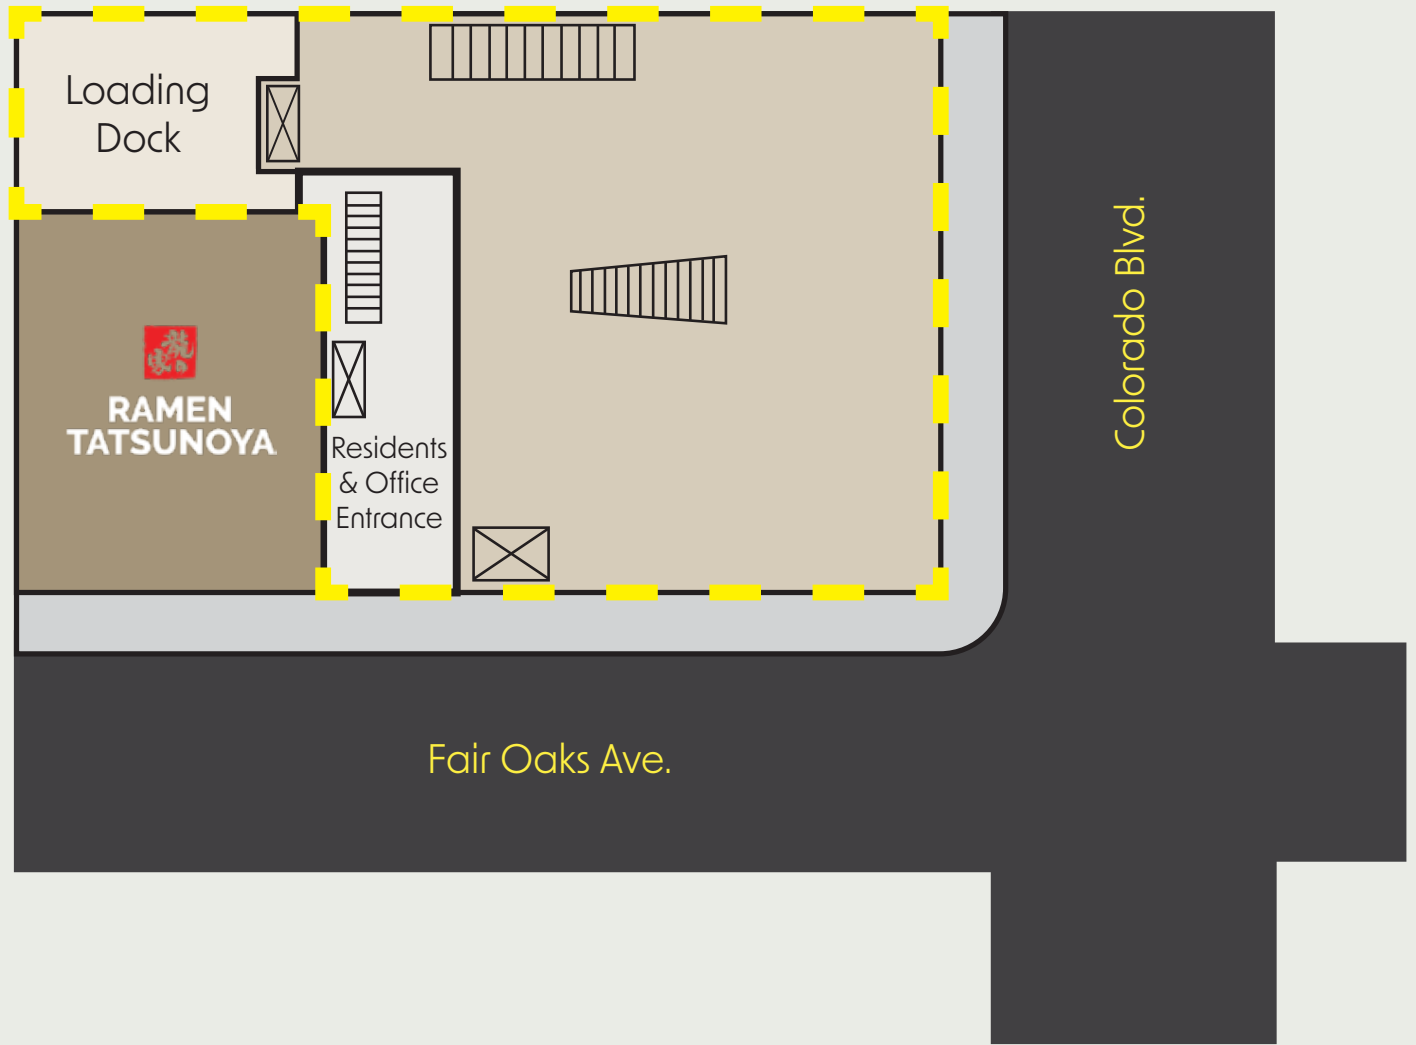 Loading
Dock
RAMEN
TATSUNOYA
Residents
& Office
Entrance
Colorado Blvd.
Fair Oaks Ave.